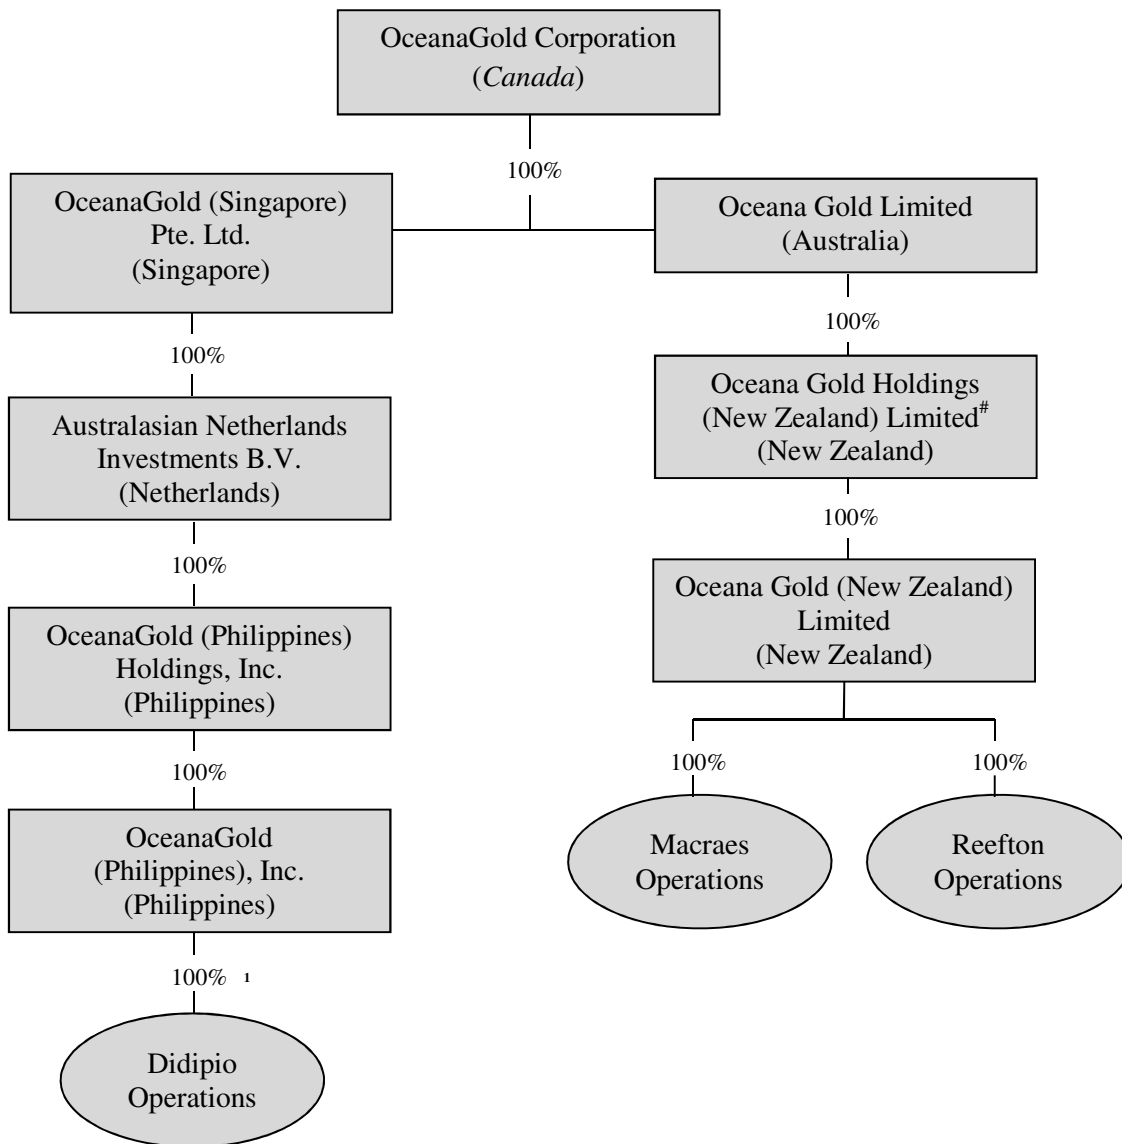 OceanaGold Corporation
(Canada)
100%
OceanaGold (Singapore)
Pte. Ltd.
(Singapore)
Oceana Gold Limited
(Australia)
100%
100%
Australasian Netherlands
Investments B.V.
(Netherlands)
Oceana Gold Holdings
(New Zealand) Limited#
(New Zealand)
100%
100%
OceanaGold (Philippines)
Holdings, Inc.
(Philippines)
Oceana Gold (New Zealand)
Limited
(New Zealand)
100%
100%
100%
OceanaGold
(Philippines), Inc.
(Philippines)
Macraes
Operations
Reefton
Operations
100% 1
Didipio
Operations